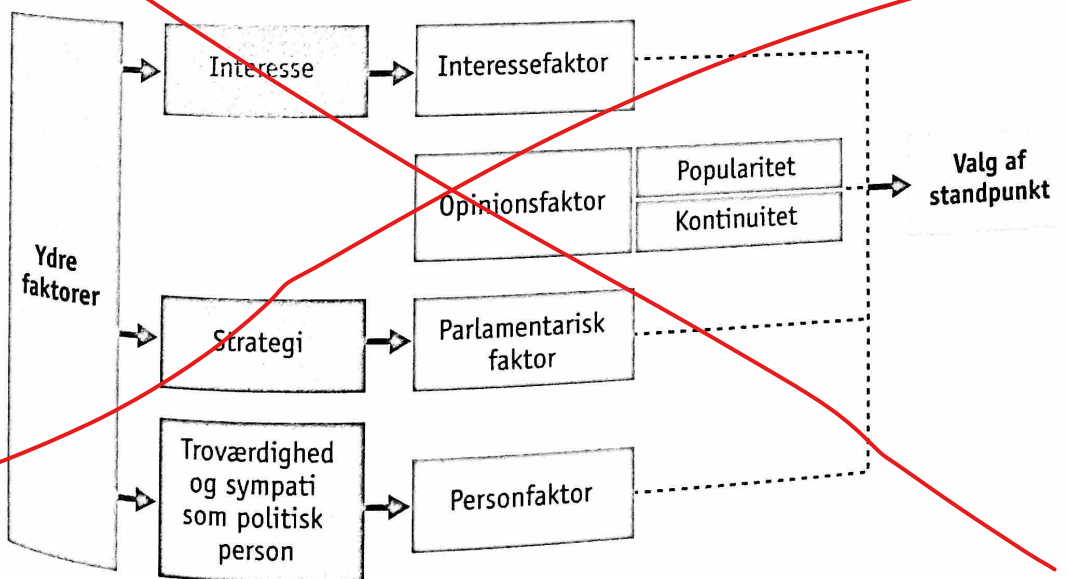 Ydre
faktorer
Interesse
Interessefaktor
Opinionsfaktor
Popularitet
Kontinuitet
Strategi
Parlamentarisk
faktor
Troværdighed
og sympati
som politisk
person
Personfaktor
Valg af
standpunkt